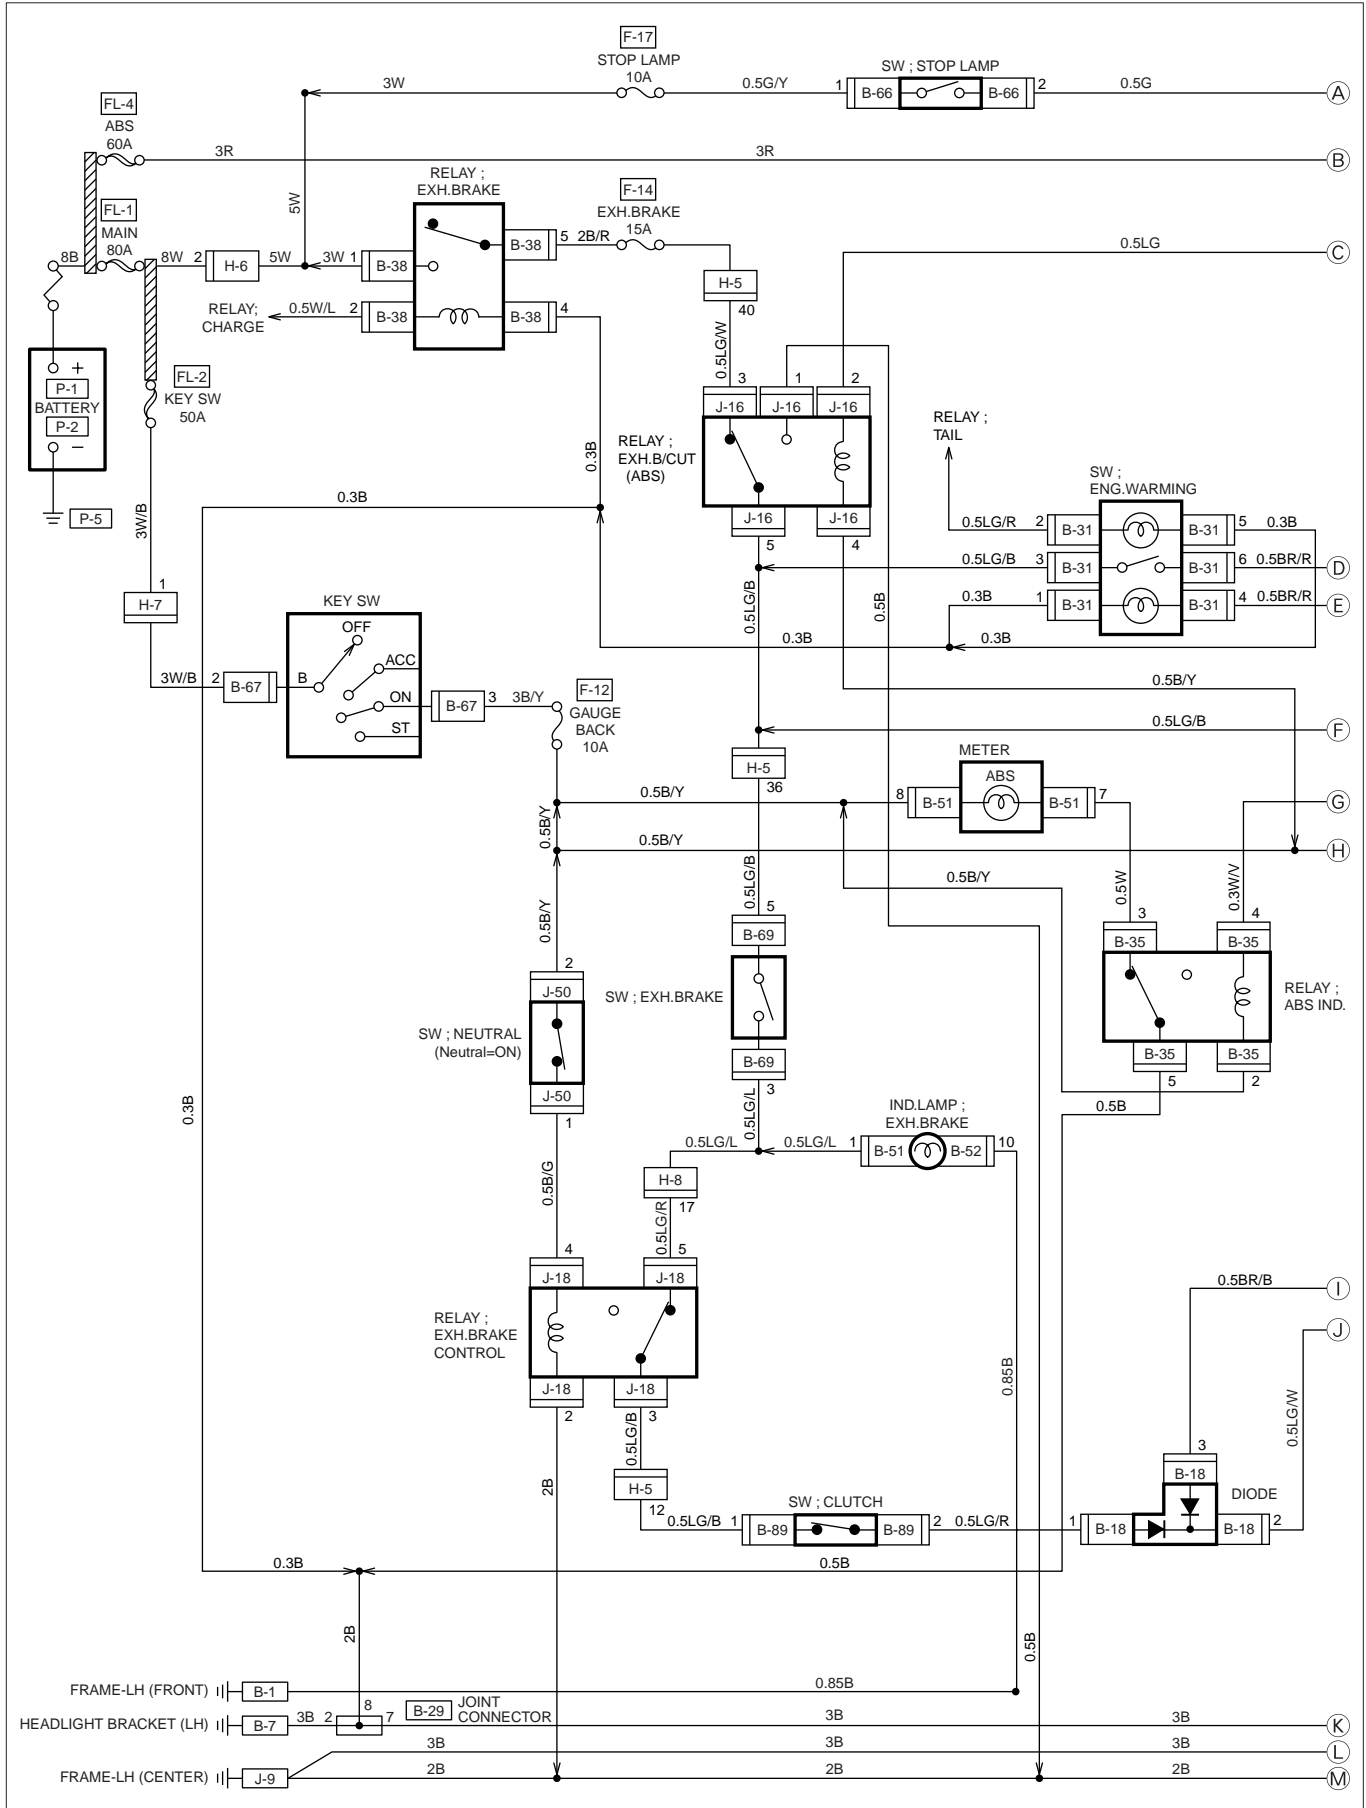 F-17
STOP LAMP
10A
SW ; STOP LAMP
3W
0.5G/Y
1
B-66
B-66
2
0.5G
A
FL-4
ABS
60A
3R
3R
B
RELAY ;
EXH.BRAKE
F-14
EXH.BRAKE
15A
5W
FL-1
MAIN
80A
8B
8W
2
H-6
5W
3W
1
B-38
B-38
5
2B/R
0.5LG
C
H-5
40
RELAY;
CHARGE
0.5W/L
2
B-38
B-38
4
0.5LG/W
P-1
BATTERY
P-2
FL-2
KEY SW
50A
3
1
2
J-16
J-16
J-16
RELAY ;
EXH.B/CUT
(ABS)
RELAY ;
TAIL
0.3B
SW ;
ENG.WARMING
0.3B
P-5
3W/B
J-16
J-16
5
4
0.5LG/R
2
B-31
B-31
5
0.3B
0.5LG/B
3
B-31
B-31
6
0.5BR/R
D
1
H-7
KEY SW
OFF
ACC
B
ON
ST
0.5LG/B
0.5B
0.3B
1
B-31
B-31
4
0.5BR/R
E
0.3B
0.3B
3W/B
2
B-67
B-67
3
3B/Y
F-12
GAUGE
BACK
10A
0.5B/Y
0.5LG/B
F
H-5
36
METER
ABS
0.5B/Y
8
B-51
B-51
7
G
0.5B/Y
0.5B/Y
H
0.5LG/B
0.5B/Y
0.5W
0.3W/V
0.5B/Y
5
B-69
3
4
B-35
B-35
2
J-50
SW ; EXH.BRAKE
RELAY ;
ABS IND.
SW ; NEUTRAL
(Neutral=ON)
B-69
3
B-35
B-35
5
2
J-50
1
0.3B
0.5LG/L
0.5B
IND.LAMP ;
EXH.BRAKE
0.5LG/L
0.5LG/L
1
B-51
B-52
10
0.5B/G
H-8
17
0.5LG/R
4
5
J-18
J-18
0.5BR/B
I
RELAY ;
EXH.BRAKE
CONTROL
J
J-18
J-18
2
3
0.85B
0.5LG/W
0.5LG/B
2B
H-5
12
3
B-18
DIODE
SW ; CLUTCH
0.5LG/B
1
B-89
B-89
2
0.5LG/R
1
B-18
B-18
2
0.3B
0.5B
2B
0.5B
FRAME-LH (FRONT)
B-1
0.85B
8
B-29
JOINT
CONNECTOR
HEADLIGHT BRACKET (LH)
B-7
3B
2
7
3B
3B
K
3B
3B
3B
L
FRAME-LH (CENTER)
J-9
2B
2B
2B
M